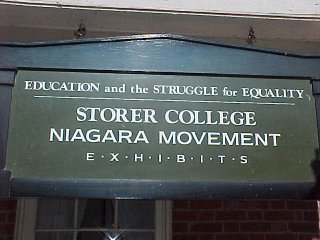 EDUCATION and the STRUGGLE for EQUALITY
STORER COLLEGE
NIAGARA MOVEMENT
E·X·H·I·B·I·T·S